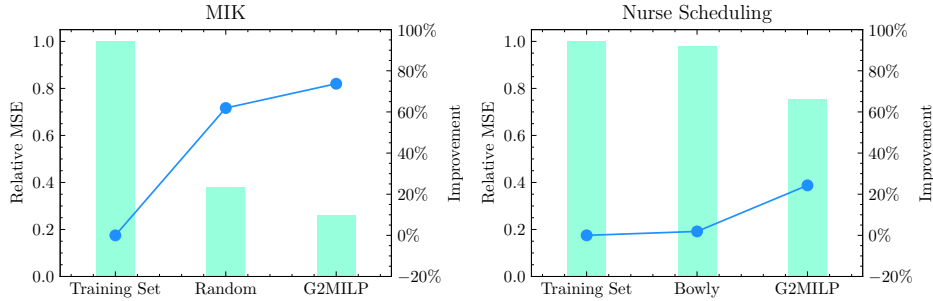 MIK
Relative MSE
1.0
0.8
0.6
0.4
0.2
0.0
100%
80%
60%
40%
20%
0%
−20%
Improvement
Training Set
Random
G2MILP
Nurse Scheduling
Relative MSE
1.0
0.8
0.6
0.4
0.2
0.0
100%
80%
60%
40%
20%
0%
−20%
Improvement
Training Set
Bowly
G2MILP